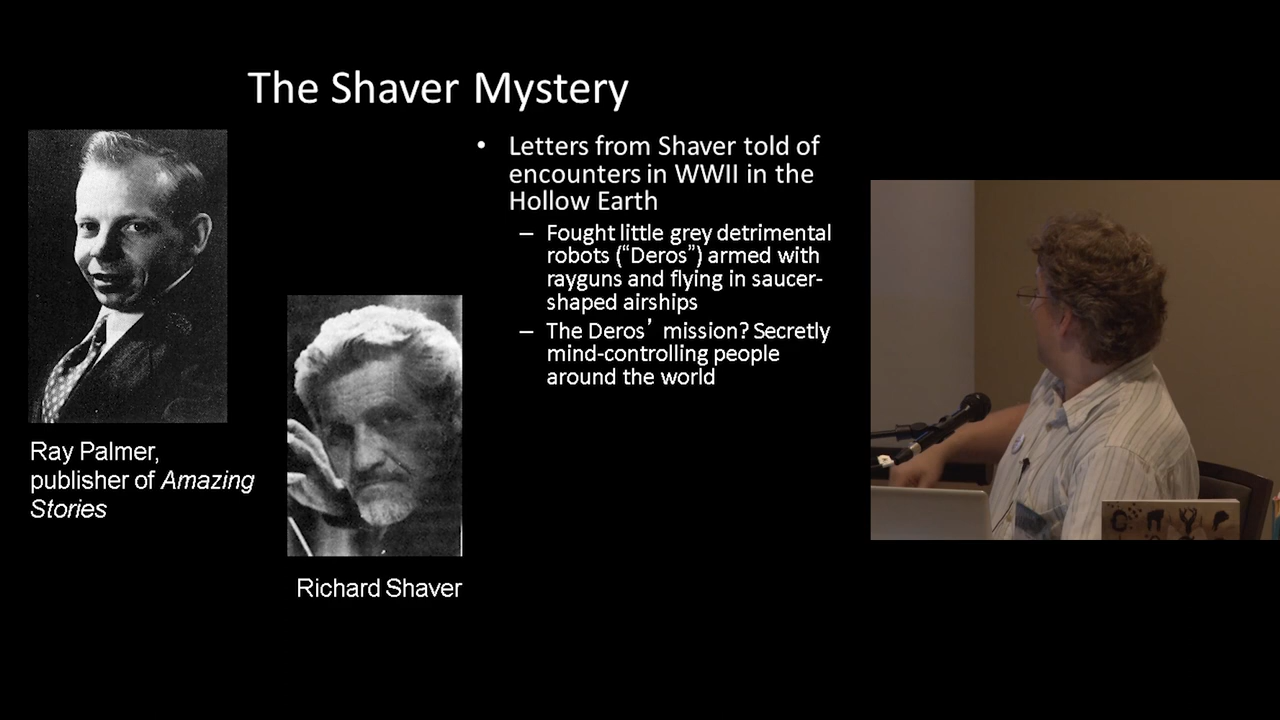 The Shaver Mystery
• Letters from Shaver told of
encounters in WWII in the
Hollow Earth
– Fought little grey detrimental
robots (“Deros”) armed with
rayguns and flying in saucer-
shaped airships
– The Deros’ mission? Secretly
mind-controlling people
around the world
Ray Palmer,
publisher of Amazing
Stories
Richard Shaver